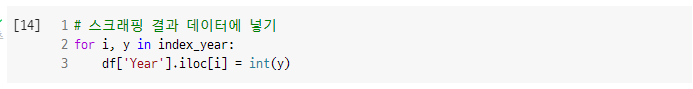 [14] 1 # 스크래핑 결과 데이터에 넣기
2 for i, y in index_year:
3     df['Year'].iloc[i] = int(y)